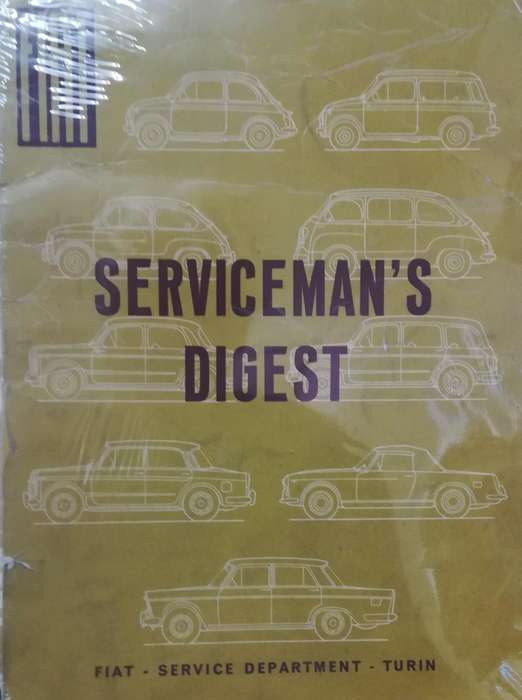 FIAT
SERVICEMAN'S
DIGEST
FIAT - SERVICE DEPARTMENT - TURIN